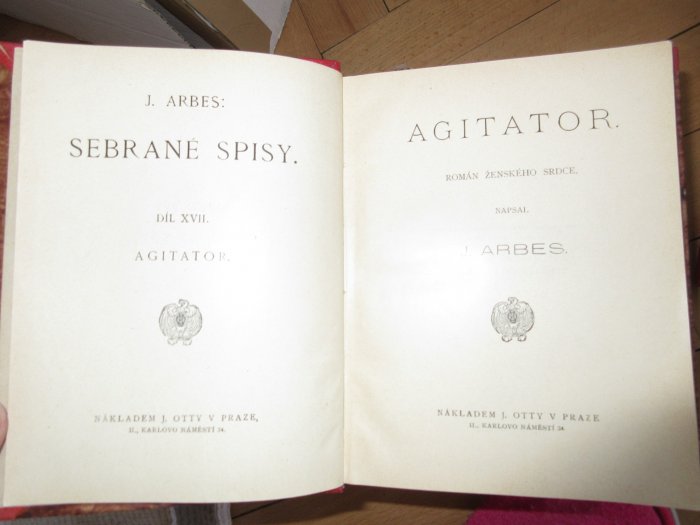 J. ARBES:
SEBRANÉ SPISY.
DÍL XVII.
AGITATOR.
NÁKLADEM J. OTTY V PRAZE,
II., KARLOVO NÁMĚSTÍ 34.
AGITATOR.
ROMÁN ŽENSKÉHO SRDCE.
NAPSAL
J. ARBES.
NÁKLADEM J. OTTY V PRAZE
II., KARLOVO NÁMĚSTÍ 34.